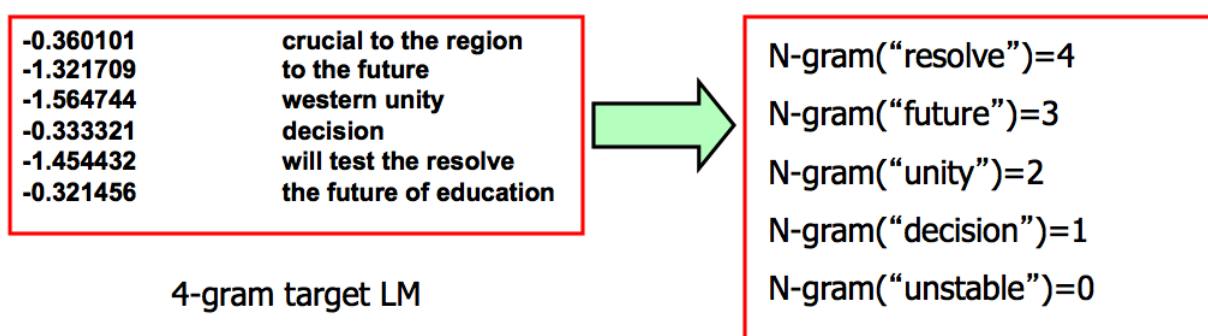 -0.360101 crucial to the region
-1.321709 to the future
-1.564744 western unity
-0.333321 decision
-1.454432 will test the resolve
-0.321456 the future of education
4-gram target LM
N-gram(“resolve”)=4
N-gram(“future”)=3
N-gram(“unity”)=2
N-gram(“decision”)=1
N-gram(“unstable”)=0